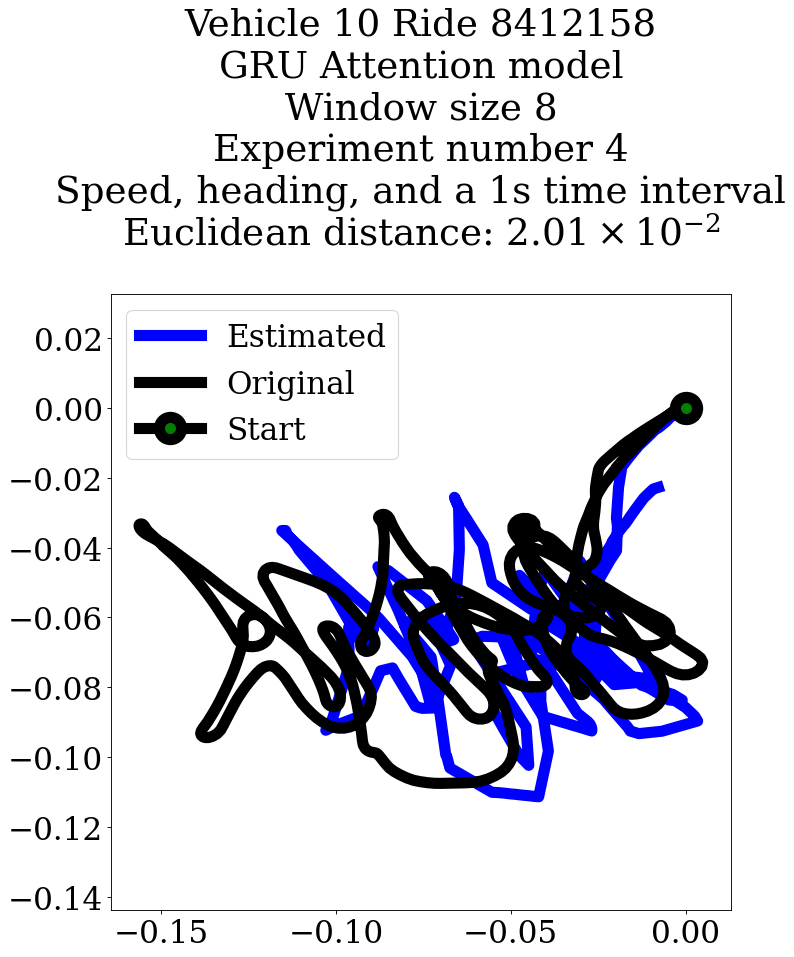 Vehicle 10 Ride 8412158
GRU Attention model
Window size 8
Experiment number 4
Speed, heading, and a 1s time interval
Euclidean distance: 2.01 × 10⁻²
Estimated
Original
Start
0.02
0.00
−0.02
−0.04
−0.06
−0.08
−0.10
−0.12
−0.14
−0.15 −0.10 −0.05 0.00